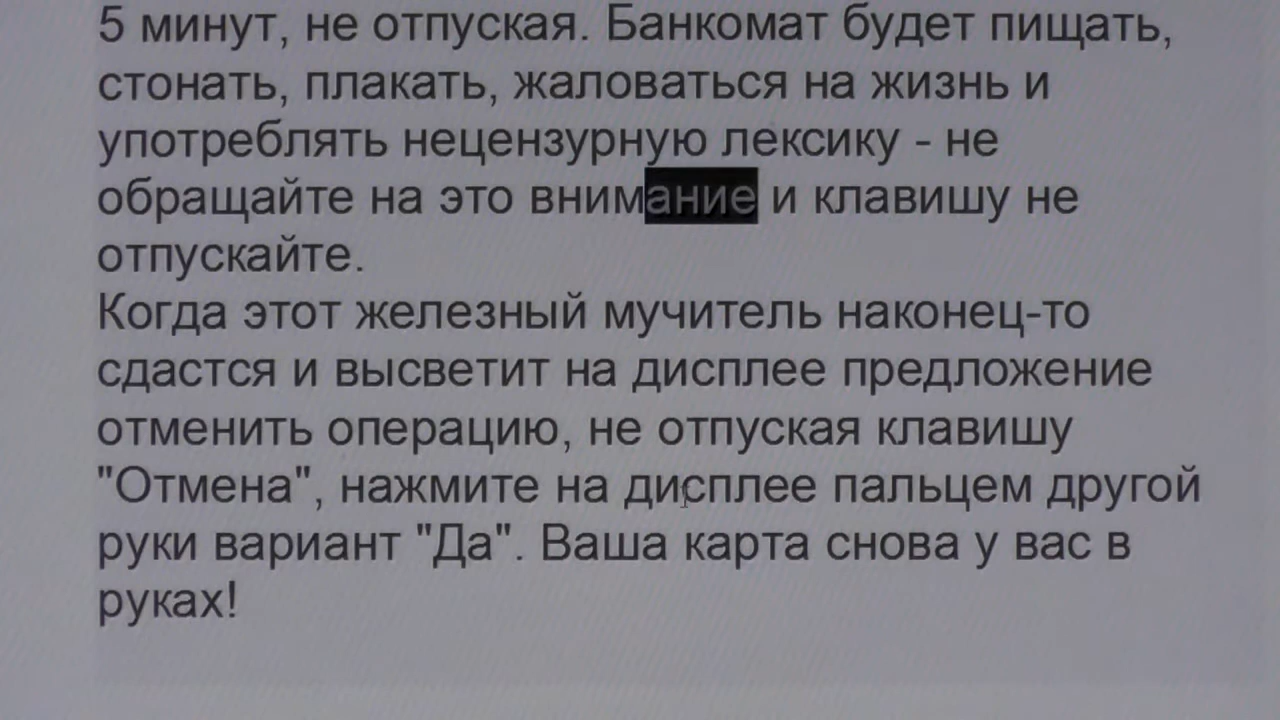 5 минут, не отпуская. Банкомат будет пищать,
стонать, плакать, жаловаться на жизнь и
употреблять нецензурную лексику - не
обращайте на это внимание и клавишу не
отпускайте.
Когда этот железный мучитель наконец-то
сдастся и высветит на дисплее предложение
отменить операцию, не отпуская клавишу
"Отмена", нажмите на дисплее пальцем другой
руки вариант "Да". Ваша карта снова у вас в
руках!